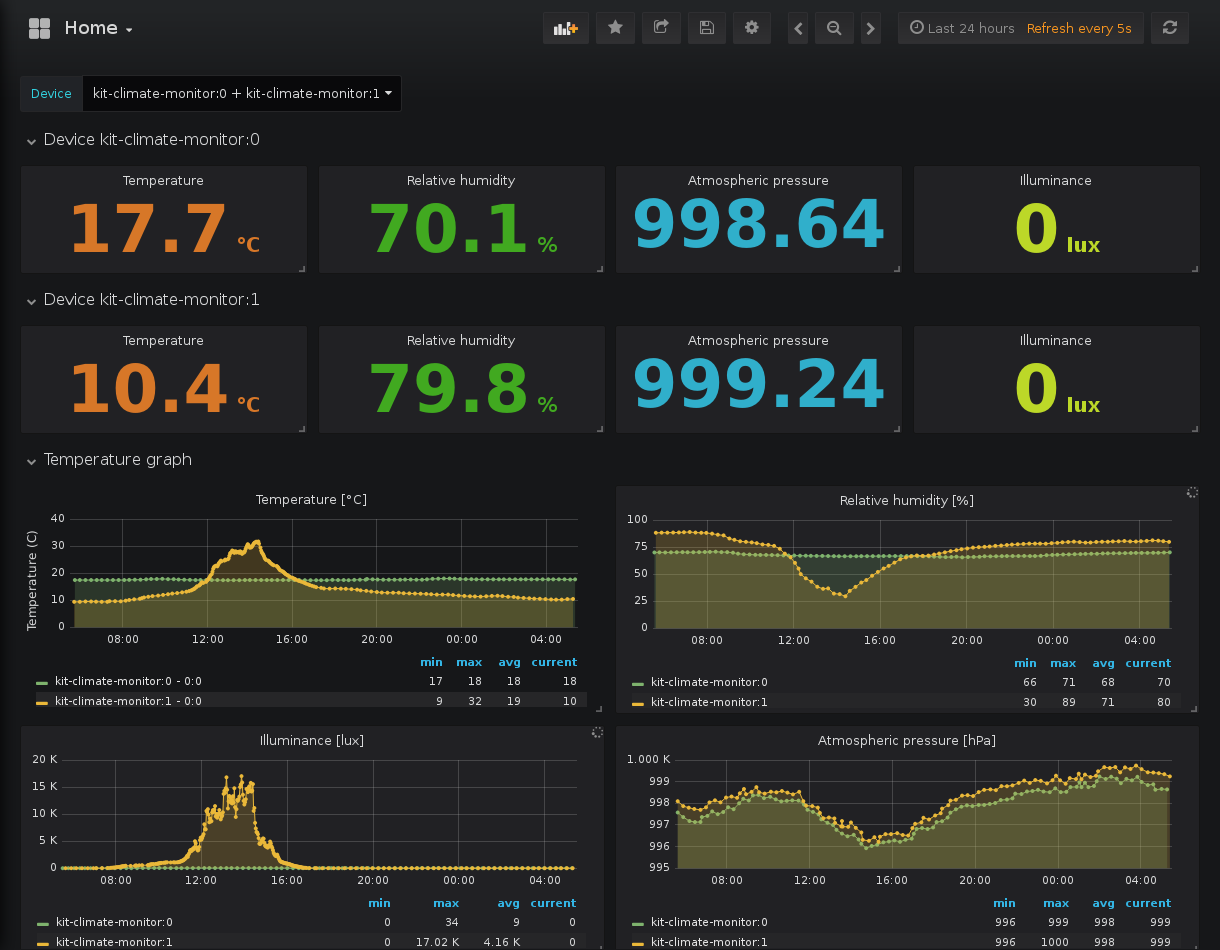 Home
Last 24 hours Refresh every 5s
Device kit-climate-monitor:0 + kit-climate-monitor:1
Device kit-climate-monitor:0
Temperature Relative humidity Atmospheric pressure Illuminance
17.7 °C 70.1 % 998.64 0 lux
Device kit-climate-monitor:1
Temperature Relative humidity Atmospheric pressure Illuminance
10.4 °C 79.8 % 999.24 0 lux
Temperature graph
Temperature [°C]
Temperature (C)
40
30
20
10
0
08:00 12:00 16:00 20:00 00:00 04:00
min max avg current
kit-climate-monitor:0 - 0:0 17 18 18 18
kit-climate-monitor:1 - 0:0 9 32 19 10
Relative humidity [%]
100
75
50
25
0
08:00 12:00 16:00 20:00 00:00 04:00
min max avg current
kit-climate-monitor:0 66 71 68 70
kit-climate-monitor:1 30 89 71 80
Illuminance [lux]
20 K
15 K
10 K
5 K
0
08:00 12:00 16:00 20:00 00:00 04:00
min max avg current
kit-climate-monitor:0 0 34 9 0
kit-climate-monitor:1 0 17.02 K 4.16 K 0
Atmospheric pressure [hPa]
1.000 K
999
998
997
996
995
08:00 12:00 16:00 20:00 00:00 04:00
min max avg current
kit-climate-monitor:0 996 999 998 999
kit-climate-monitor:1 996 1000 998 999